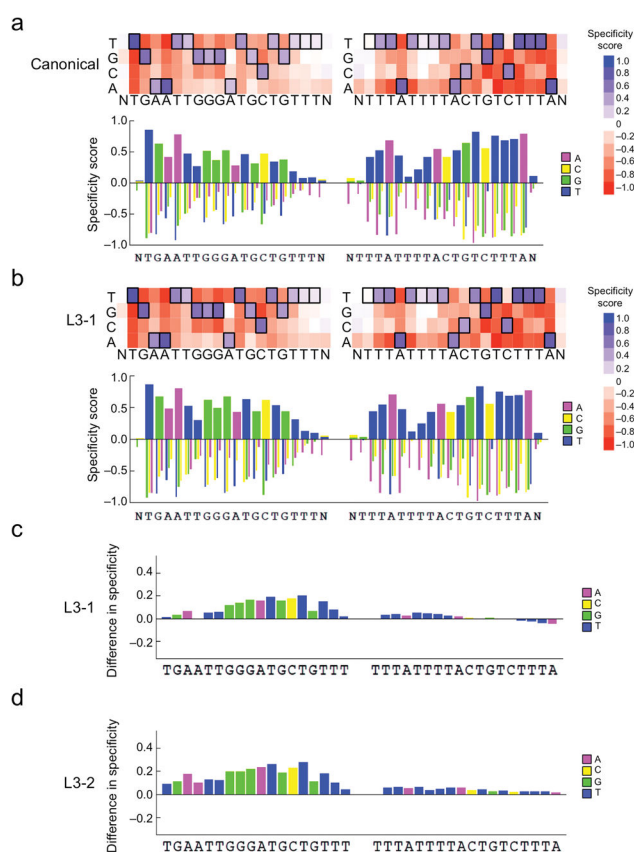 a
Canonical
T
G
C
A
NTGAATTGGGATGCTGTTTN NTTTATTTTACTGTCTTTAN
Specificity score
1.0
0.8
0.6
0.4
0.2
0
−0.2
−0.4
−0.6
−0.8
−1.0
Specificity score
1.0
0.5
0.0
−0.5
−1.0
A
C
G
T
NTGAATTGGGATGCTGTTTN NTTTATTTTACTGTCTTTAN
b
L3-1
T
G
C
A
T
G
C
A
NTGAATTGGGATGCTGTTTN NTTTATTTTACTGTCTTTAN
Specificity
score
1.0
0.8
0.6
0.4
0.2
0
−0.2
−0.4
−0.6
−0.8
−1.0
Specificity score
1.0
0.5
0.0
−0.5
−1.0
A
C
G
T
NTGAATTGGGATGCTGTTTN NTTTATTTTACTGTCTTTAN
c
L3-1
Difference in specificity
0.4
0.2
0.0
−0.2
A
C
G
T
TGAATTGGGATGCTGTTT TTTATTTTACTGTCTTTA
d
L3-2
Difference in specificity
0.4
0.2
0.0
−0.2
A
C
G
T
TGAATTGGGATGCTGTTT TTTATTTTACTGTCTTTA